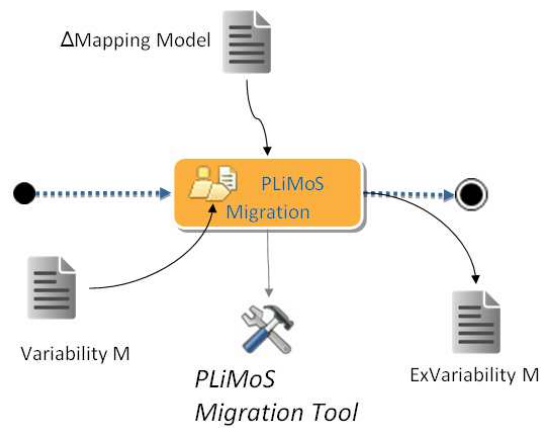 ΔMapping Model
PLiMoS
Migration
Variability M
ExVariability M
PLiMoS
Migration Tool